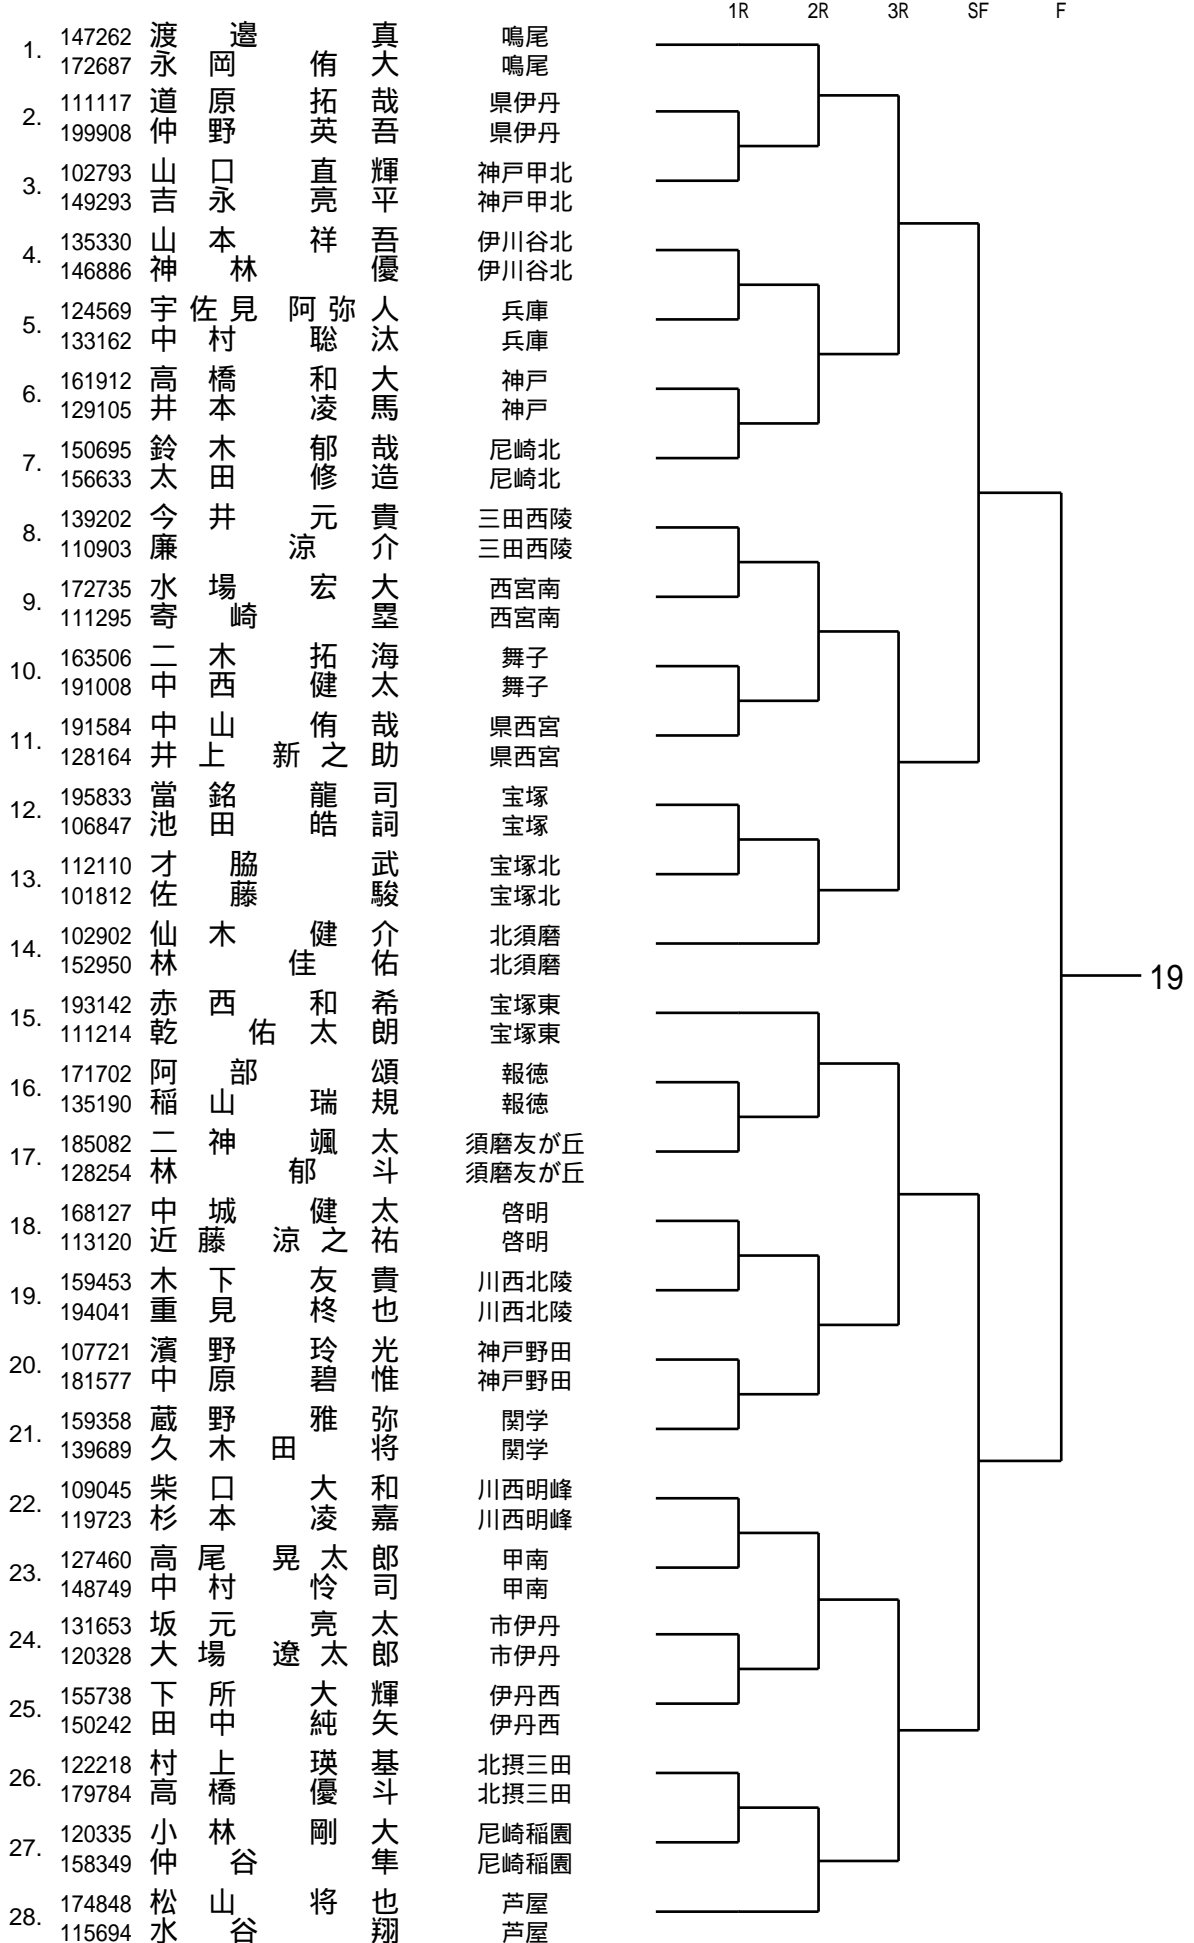 1R 2R 3R SF F
1. 147262 渡邉 真 鳴尾
172687 永岡 侑大 鳴尾
2. 111117 道原 拓哉 県伊丹
199908 仲野 英吾 県伊丹
3. 102793 山口 直輝 神戸甲北
149293 吉永 亮平 神戸甲北
4. 135330 山本 祥吾 伊川谷北
146886 神林 優 伊川谷北
5. 124569 宇佐見 阿弥人 兵庫
133162 中村 聡汰 兵庫
6. 161912 高橋 和大 神戸
129105 井本 凌馬 神戸
7. 150695 鈴木 郁哉 尼崎北
156633 太田 修造 尼崎北
8. 139202 今井 元貴 三田西陵
110903 廉 涼介 三田西陵
9. 172735 水場 宏大 西宮南
111295 寄崎 塁 西宮南
10. 163506 二木 拓海 舞子
191008 中西 健太 舞子
11. 191584 中山 侑哉 県西宮
128164 井上 新之助 県西宮
12. 195833 當銘 龍司 宝塚
106847 池田 皓詞 宝塚
13. 112110 才脇 武 宝塚北
101812 佐藤 駿 宝塚北
14. 102902 仙木 健介 北須磨
152950 林 佳佑 北須磨
19
15. 193142 赤西 和希 宝塚東
111214 乾 佑太朗 宝塚東
16. 171702 阿部 頌 報徳
135190 稲山 瑞規 報徳
17. 185082 二神 颯太 須磨友が丘
128254 林 郁斗 須磨友が丘
18. 168127 中城 健太 啓明
113120 近藤 涼之祐 啓明
19. 159453 木下 友貴 川西北陵
194041 重見 柊也 川西北陵
20. 107721 濱野 玲光 神戸野田
181577 中原 碧惟 神戸野田
21. 159358 蔵野 雅弥 関学
139689 久木田 将 関学
22. 109045 柴口 大和 川西明峰
119723 杉本 凌嘉 川西明峰
23. 127460 高尾 晃太郎 甲南
148749 中村 怜司 甲南
24. 131653 坂元 亮太 市伊丹
120328 大場 遼太郎 市伊丹
25. 155738 下所 大輝 伊丹西
150242 田中 純矢 伊丹西
26. 122218 村上 瑛基 北摂三田
179784 高橋 優斗 北摂三田
27. 120335 小林 剛大 尼崎稲園
158349 仲谷 隼 尼崎稲園
28. 174848 松山 将也 芦屋
115694 水谷 翔 芦屋